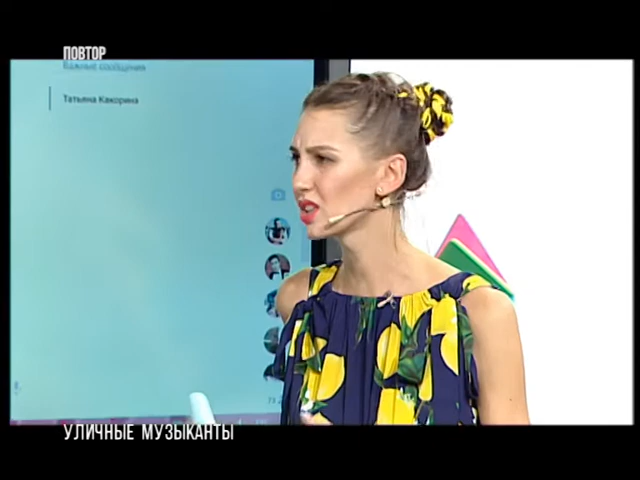 ПОВТОР
Важные сообщения
Татьяна Какорина
УЛИЧНЫЕ МУЗЫКАНТЫ